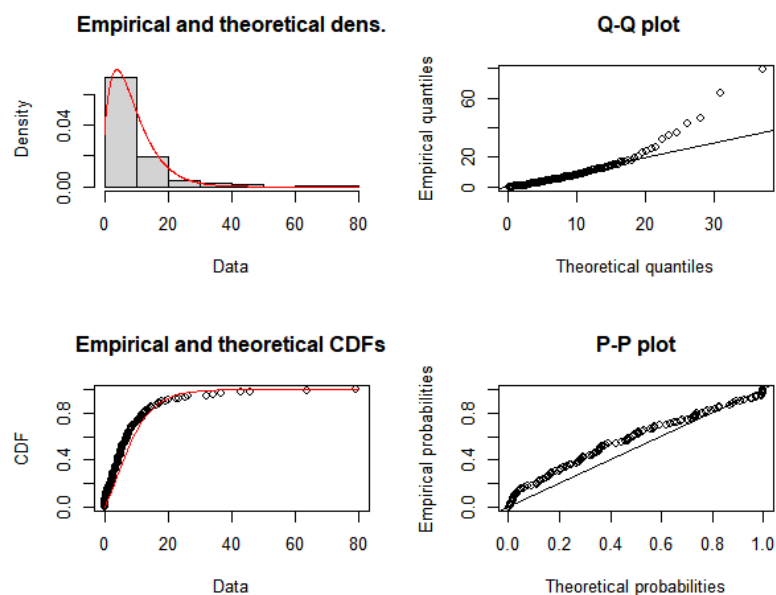 Empirical and theoretical dens.
Density
0.00
0.04
0
20
40
60
80
Data
Q-Q plot
Empirical quantiles
0
20
60
0
10
20
30
Theoretical quantiles
Empirical and theoretical CDFs
CDF
0.0
0.4
0.8
0
20
40
60
80
Data
P-P plot
Empirical probabilities
0.0
0.4
0.8
0.0
0.2
0.4
0.6
0.8
1.0
Theoretical probabilities